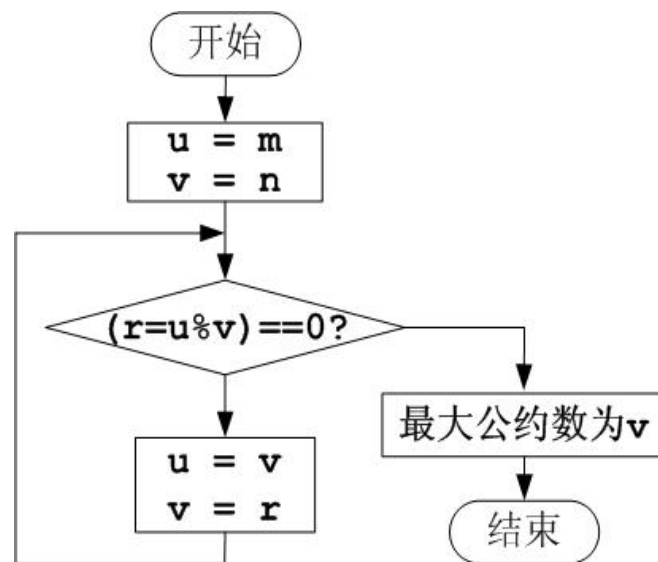 开始
u = m
v = n
(r=u%v)==0?
最大公约数为v
u = v
v = r
结束